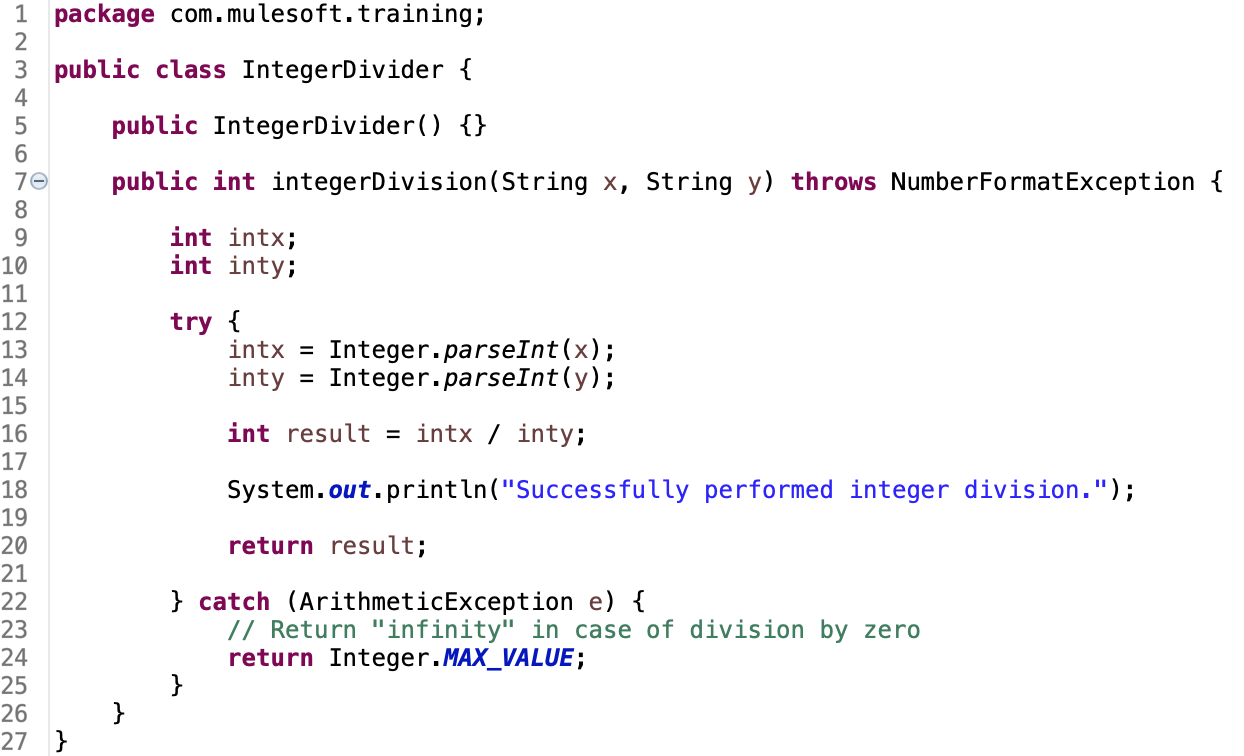 1 package com.mulesoft.training;
2
3 public class IntegerDivider {
4
5     public IntegerDivider() {}
6
7     public int integerDivision(String x, String y) throws NumberFormatException {
8
9         int intx;
10         int inty;
11
12         try {
13             intx = Integer.parseInt(x);
14             inty = Integer.parseInt(y);
15
16             int result = intx / inty;
17
18             System.out.println("Successfully performed integer division.");
19
20             return result;
21
22         } catch (ArithmeticException e) {
23             // Return "infinity" in case of division by zero
24             return Integer.MAX_VALUE;
25         }
26     }
27 }